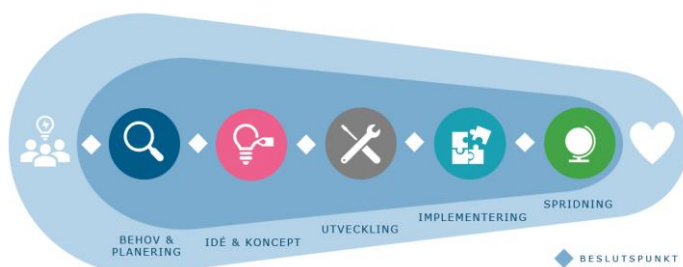 BEHOV &
PLANERING
IDÉ & KONCEPT
UTVECKLING
IMPLEMENTERING
SPRIDNING
BESLUTSPUNKT